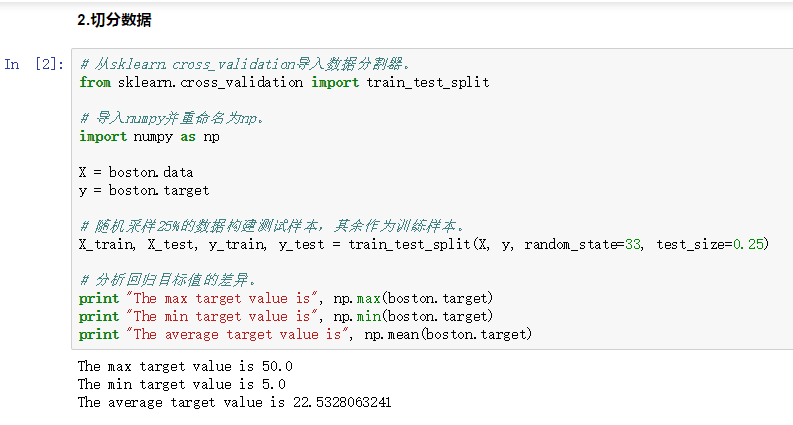 2.切分数据
In [2]:
# 从sklearn.cross_validation导入数据分割器。
from sklearn.cross_validation import train_test_split
# 导入numpy并重命名为np。
import numpy as np
X = boston.data
y = boston.target
# 随机采样25%的数据构建测试样本，其余作为训练样本。
X_train, X_test, y_train, y_test = train_test_split(X, y, random_state=33, test_size=0.25)
# 分析回归目标值的差异。
print "The max target value is", np.max(boston.target)
print "The min target value is", np.min(boston.target)
print "The average target value is", np.mean(boston.target)
The max target value is 50.0
The min target value is 5.0
The average target value is 22.5328063241